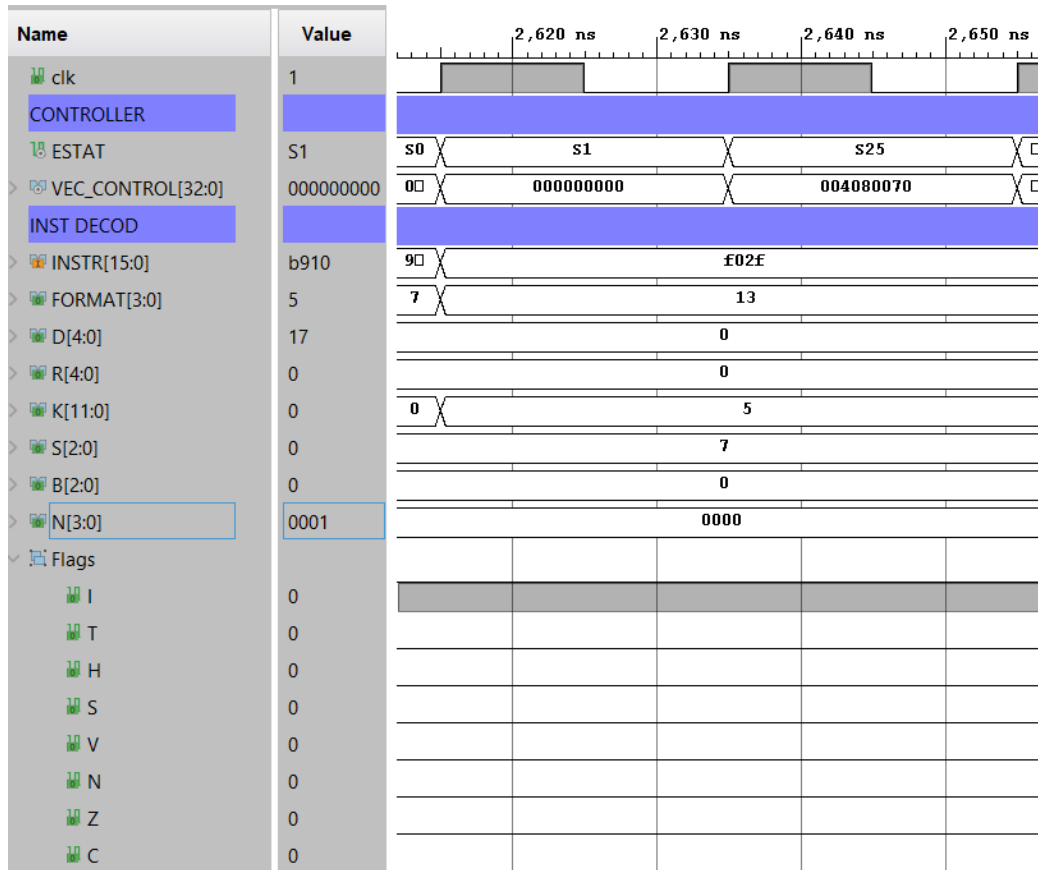 Name Value 2,620 ns 2,630 ns 2,640 ns 2,650 ns
clk 1
CONTROLLER
ESTAT S1 S0 S1 S25
VEC_CONTROL[32:0] 000000000 0 000000000 004080070
INST DECOD
INSTR[15:0] b910 9 f02f
FORMAT[3:0] 5 7 13
D[4:0] 17 0
R[4:0] 0 0
K[11:0] 0 0 5
S[2:0] 0 7
B[2:0] 0 0
N[3:0] 0001 0000
Flags
I 0
T 0
H 0
S 0
V 0
N 0
Z 0
C 0